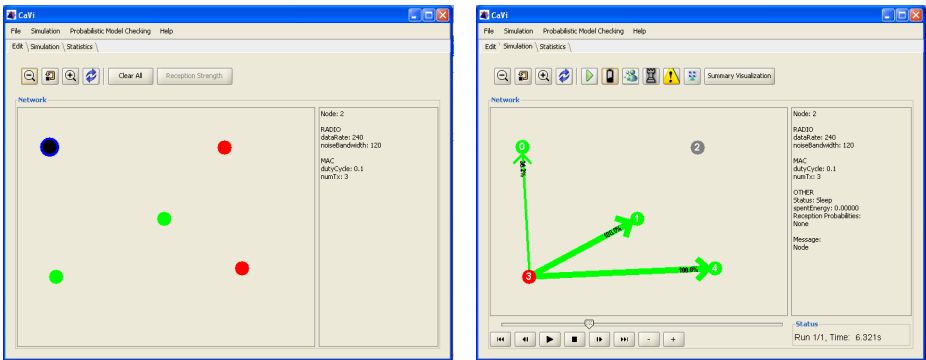 CaVi
File Simulation Probabilistic Model Checking Help
Edit Simulation Statistics
Clear All Reception Strength
Network
Node: 2
RADIO
dataRate: 240
noiseBandwidth: 120
MAC
dutyCycle: 0.1
numTx: 3
CaVi
File Simulation Probabilistic Model Checking Help
Edit Simulation Statistics
Summary Visualization
Network
0
2
1
100.0%
100.0%
4
3
Node: 2
RADIO
dataRate: 240
noiseBandwidth: 120
MAC
dutyCycle: 0.1
numTx: 3
OTHER
Status: Sleep
spentEnergy: 0.00000
Reception Probabilities:
None
Message:
Node
Status
Run 1/1, Time: 6.321s